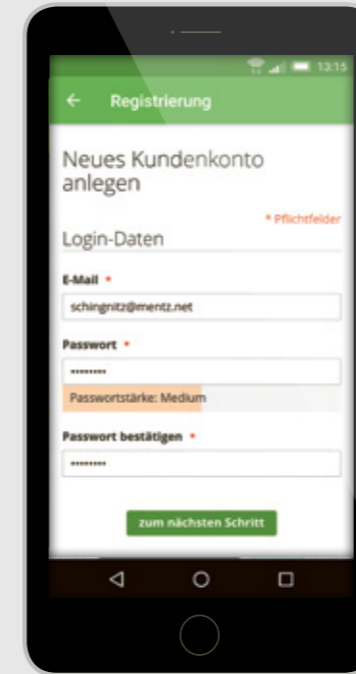 13:15
Registrierung
Neues Kundenkonto
anlegen
* Pflichtfelder
Login-Daten
E-Mail *
schingnitz@mentz.net
Passwort *
••••••••
Passwortstärke: Medium
Passwort bestätigen *
••••••••
zum nächsten Schritt